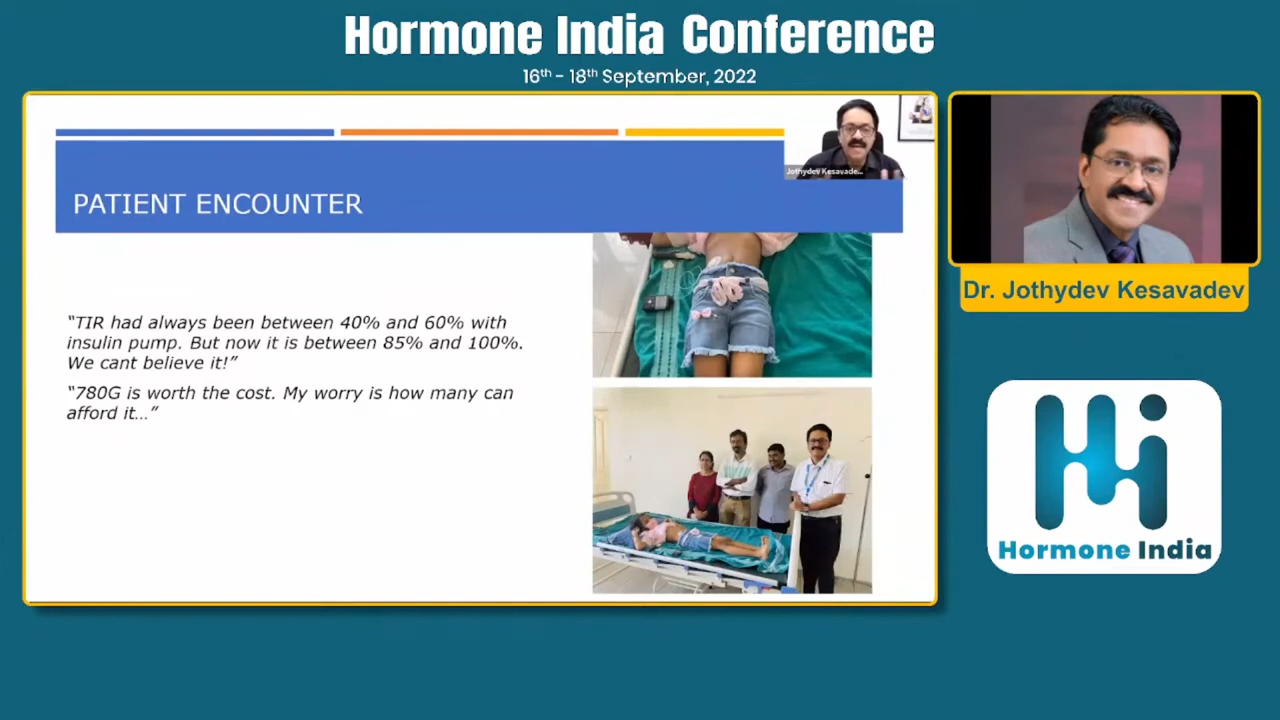 Hormone India Conference
16th - 18th September, 2022
Jothydev Kesavade...
PATIENT ENCOUNTER
"TIR had always been between 40% and 60% with
insulin pump. But now it is between 85% and 100%.
We cant believe it!"
"780G is worth the cost. My worry is how many can
afford it..."
Dr. Jothydev Kesavadev
Hi
Hormone India